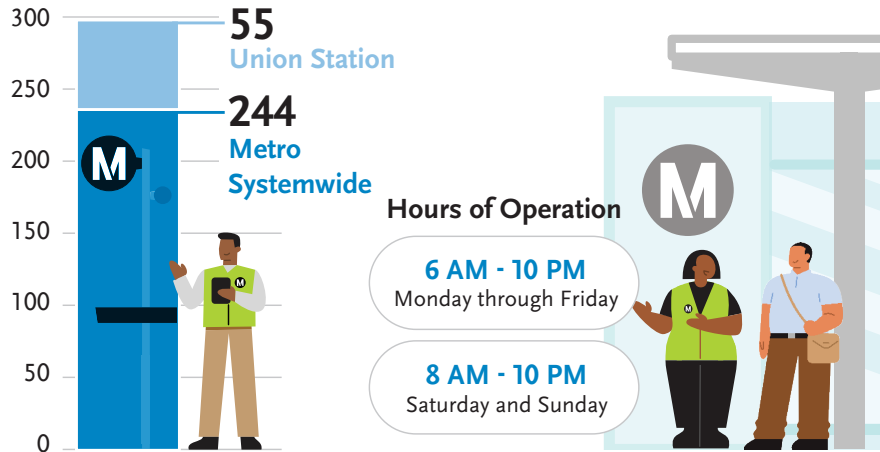 300
250
200
150
100
50
0
55
Union Station
244
Metro
Systemwide
M
M
Hours of Operation
6 AM - 10 PM
Monday through Friday
8 AM - 10 PM
Saturday and Sunday
M
M